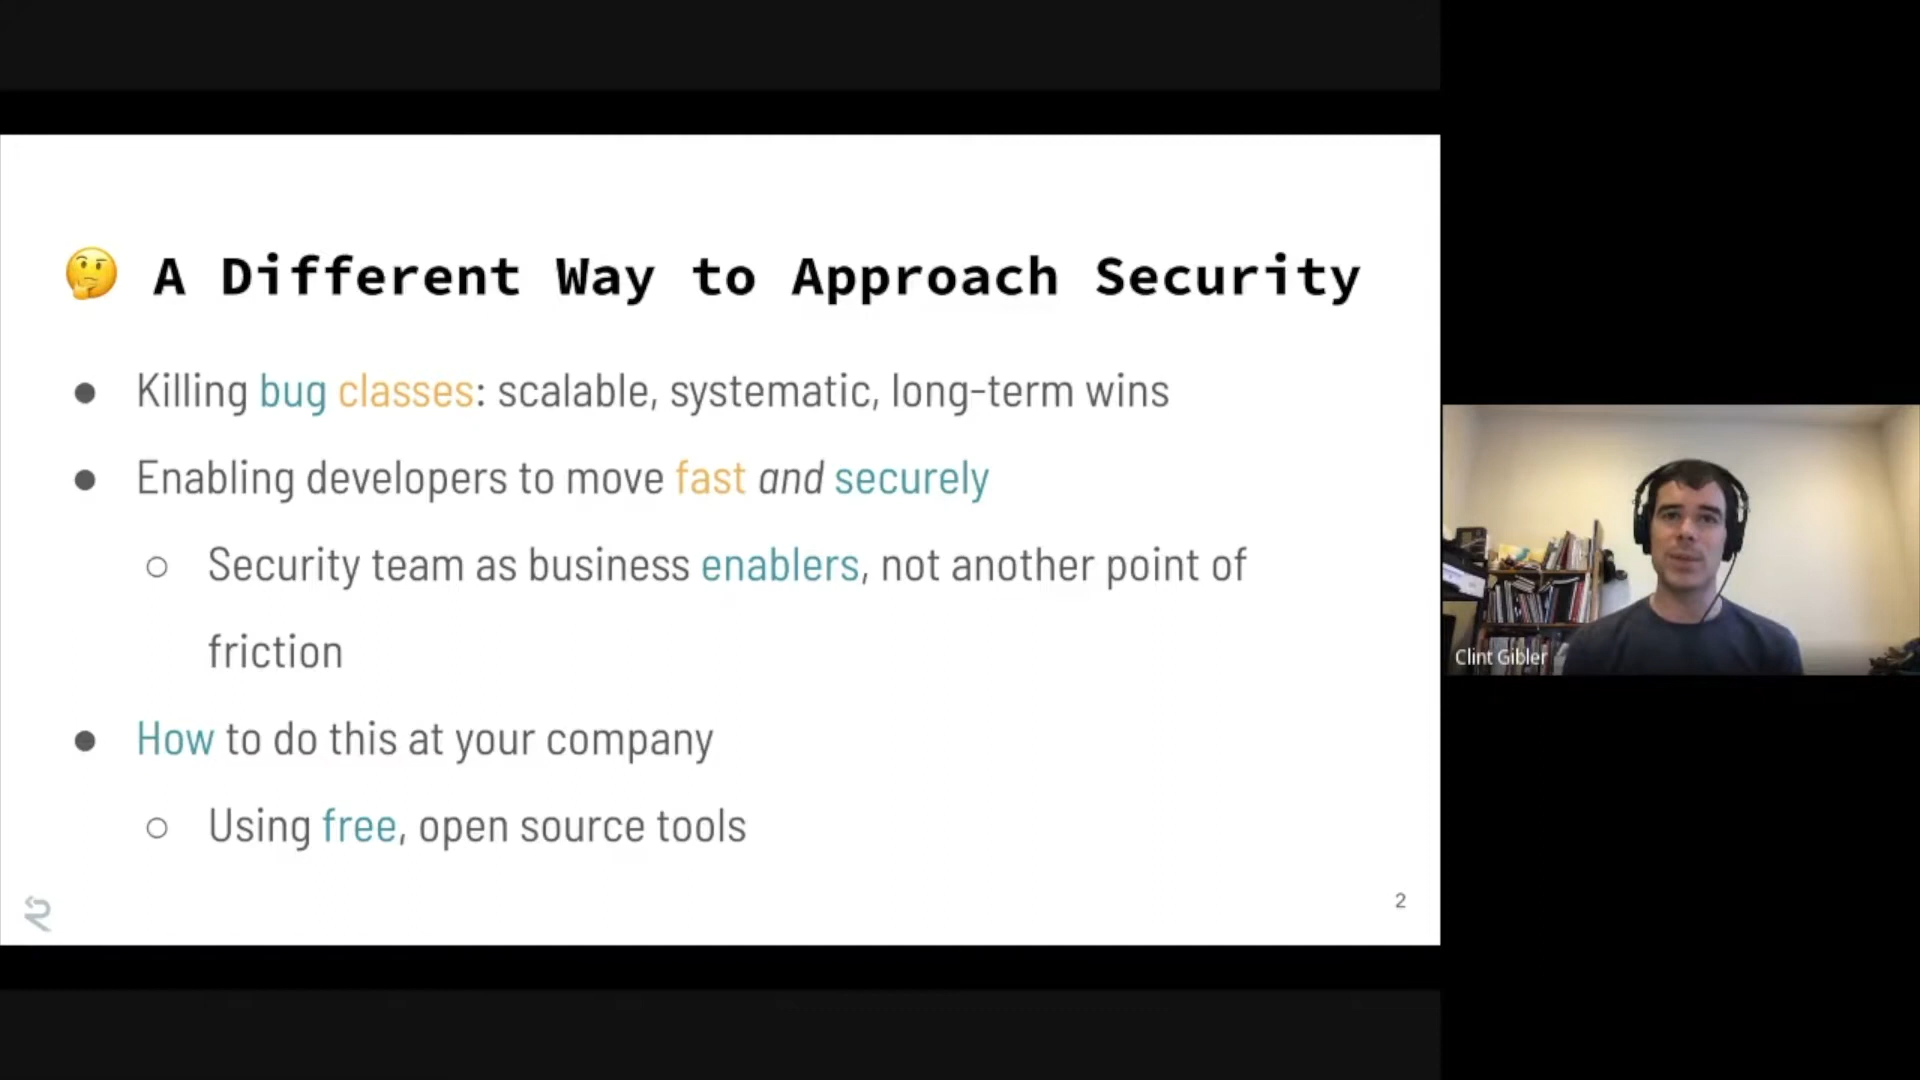 🤔 A Different Way to Approach Security
● Killing bug classes: scalable, systematic, long-term wins
● Enabling developers to move fast and securely
○ Security team as business enablers, not another point of
friction
● How to do this at your company
○ Using free, open source tools
2
Clint Gibler